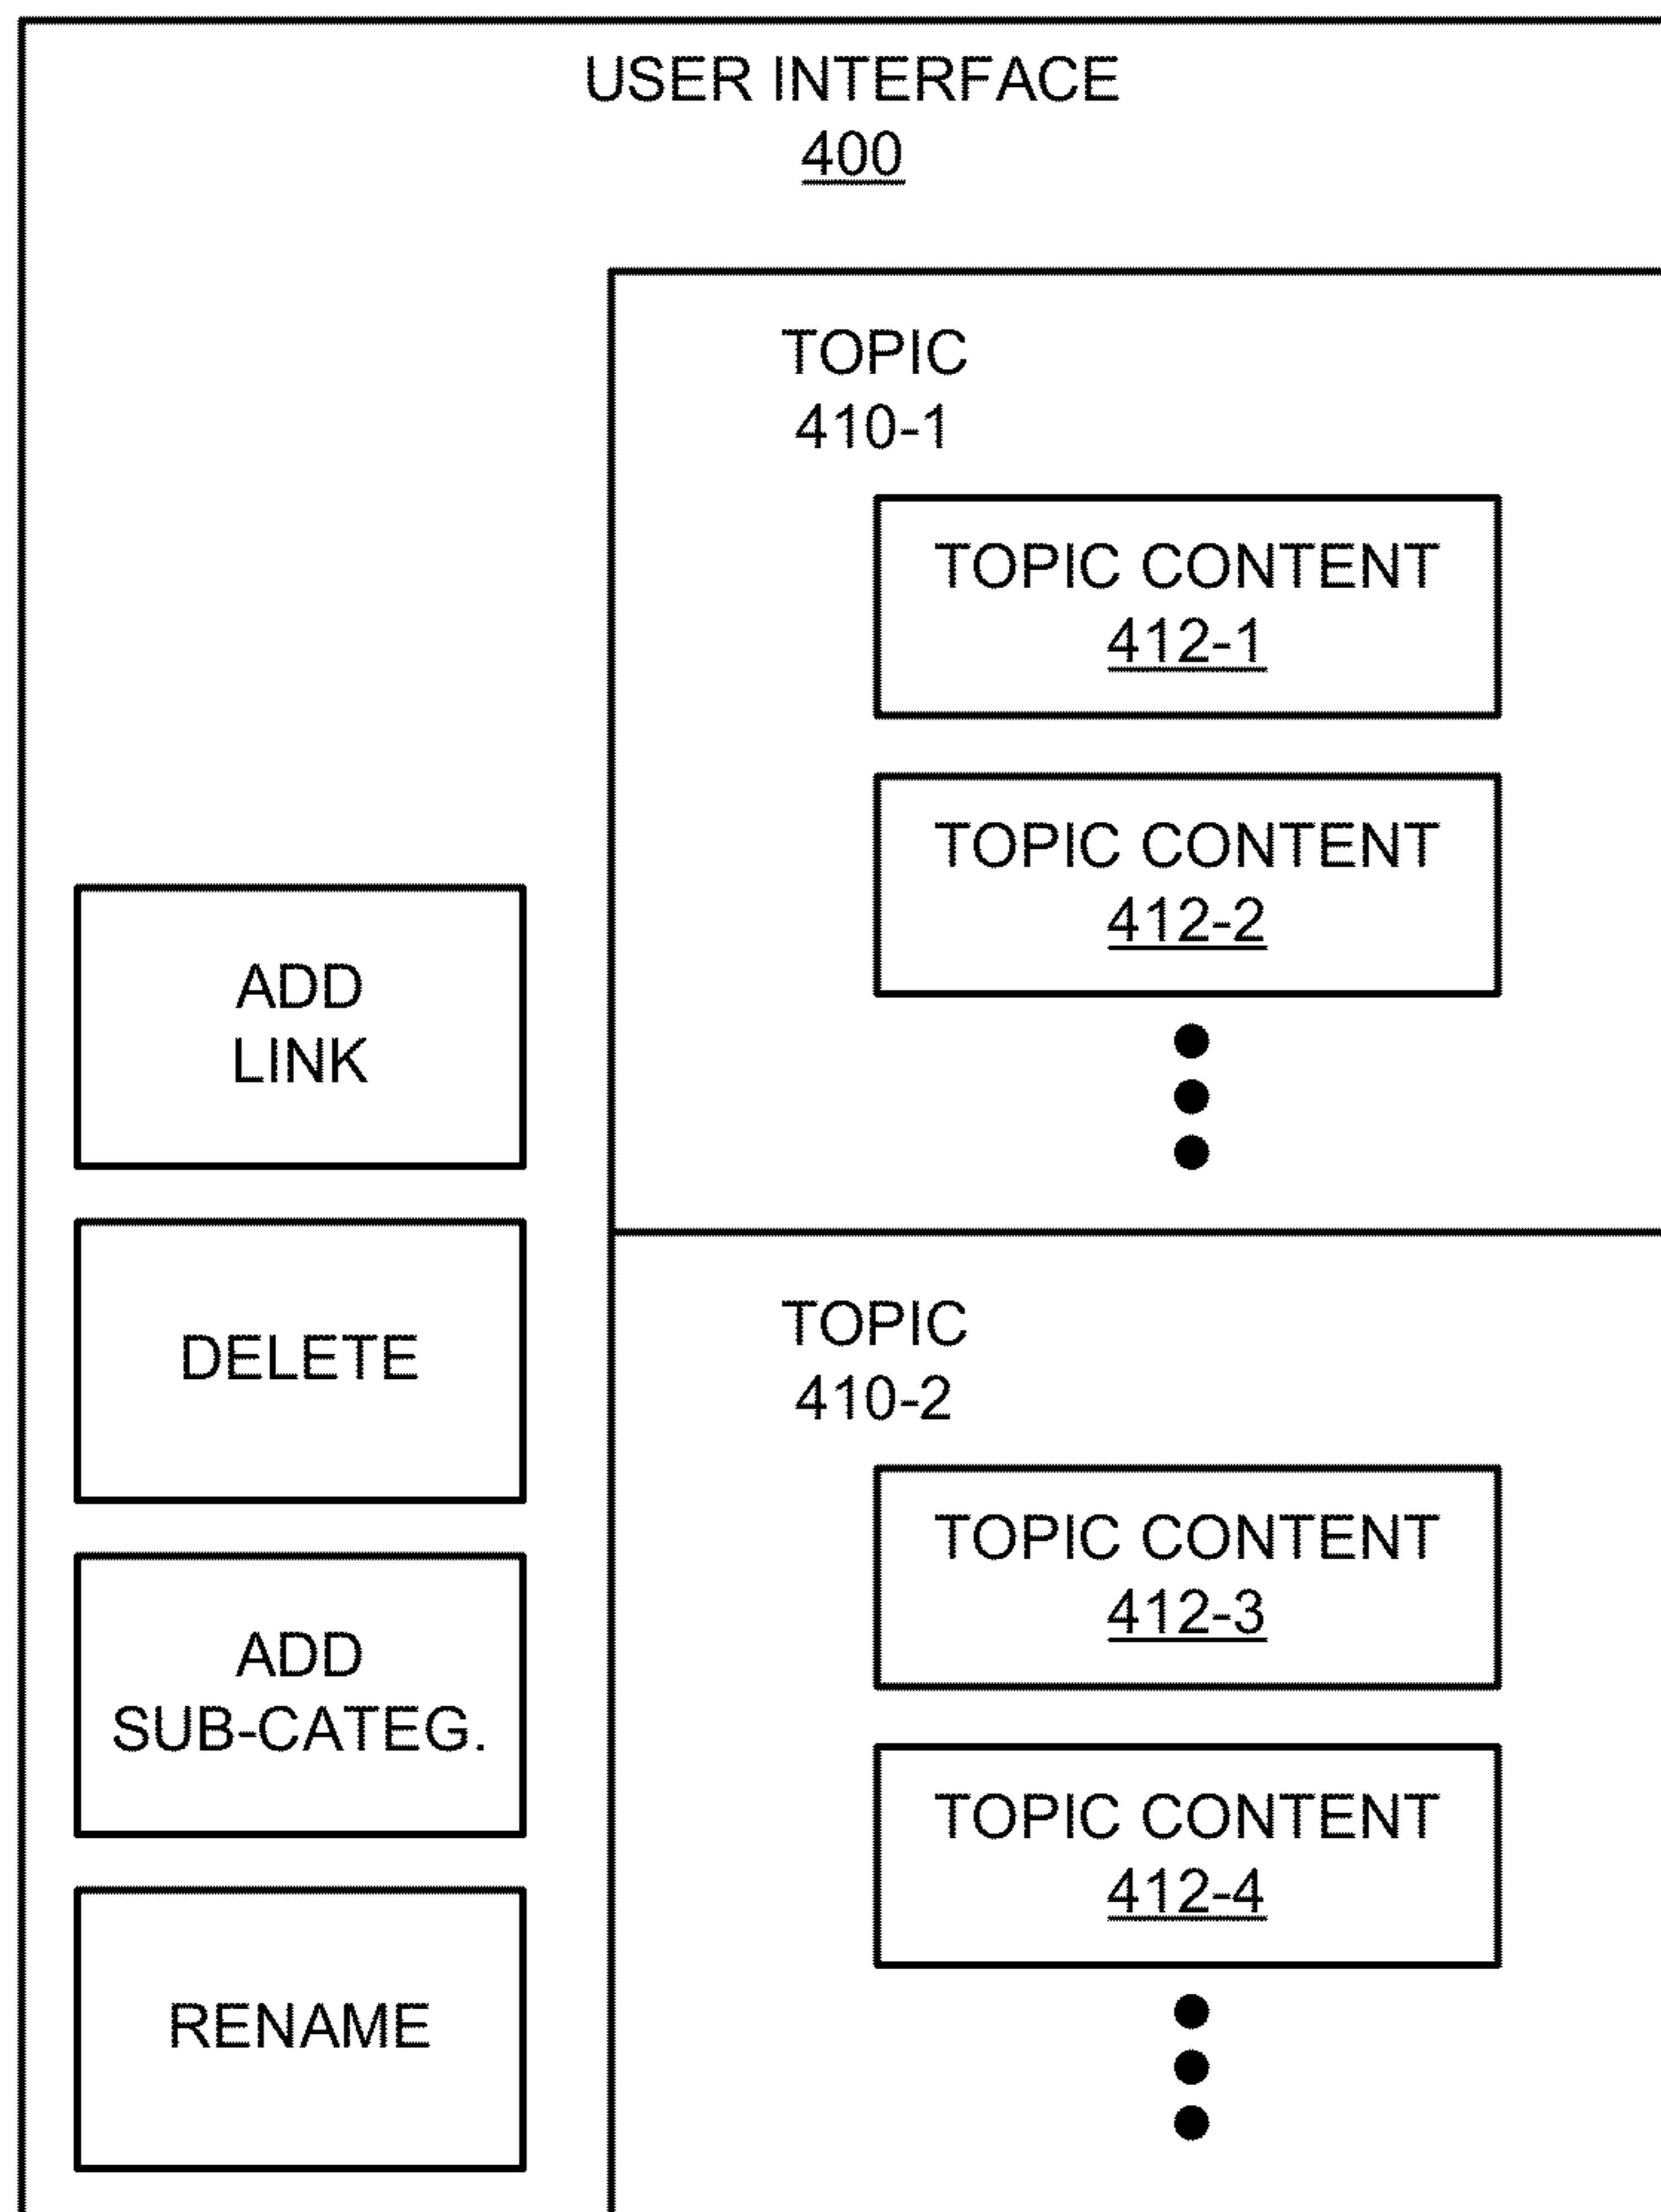 USER INTERFACE
400
TOPIC
410-1
TOPIC CONTENT
412-1
TOPIC CONTENT
412-2
ADD
LINK
DELETE
ADD
SUB-CATEG.
RENAME
TOPIC
410-2
TOPIC CONTENT
412-3
TOPIC CONTENT
412-4